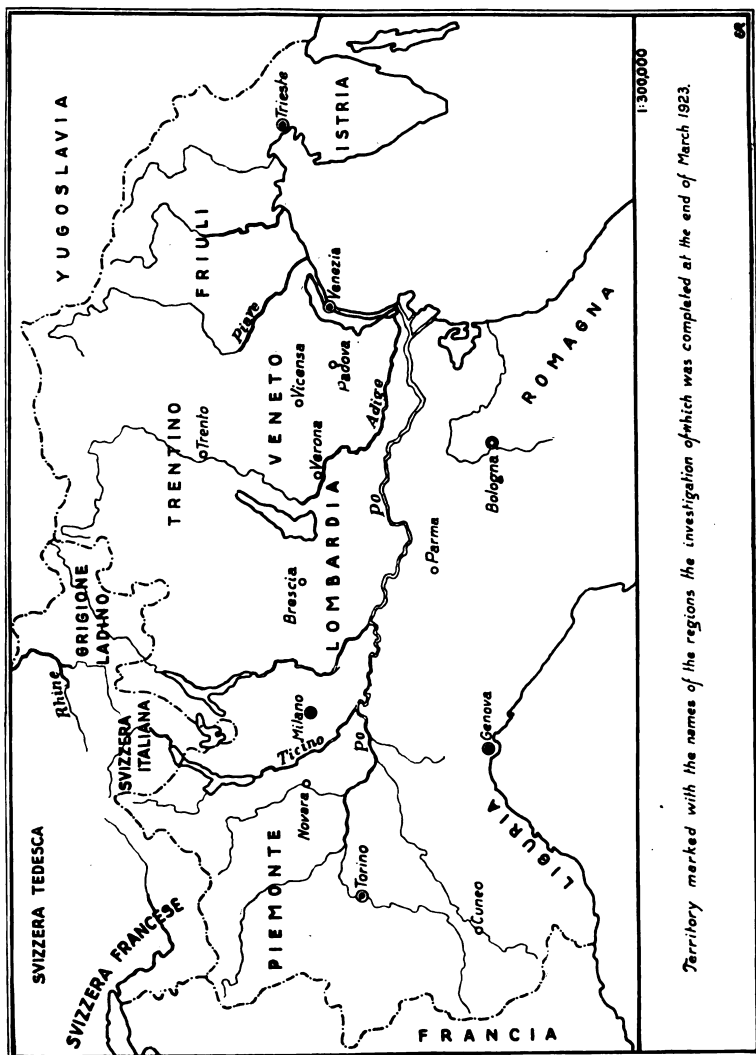 SVIZZERA TEDESCA
SVIZZERA FRANCESE
Rhine
GRIGIONE
LADINO
SVIZZERA
ITALIANA
YUGOSLAVIA
TRENTINO
Trento
FRIULI
Piave
Trieste
ISTRIA
PIEMONTE
Novara
Ticino
Milano
Brescia
LOMBARDIA
VENETO
Vicensa
Verona
Padova
Venezia
Adige
Torino
Po
Po
Cuneo
Genova
LIBURIA
Parma
Bologna
ROMAGNA
FRANCIA
1:300,000
Territory marked with the names of the regions the investigation of which was completed at the end of March 1923.
GR